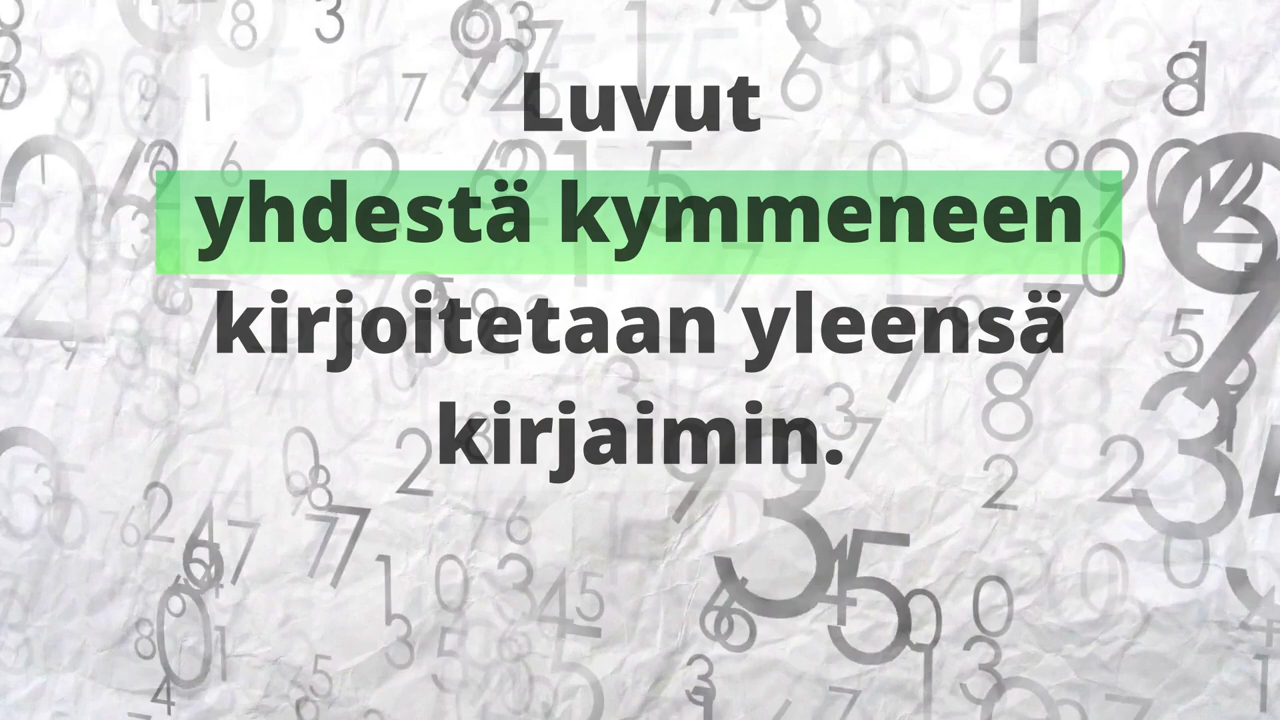 Luvut
yhdestä kymmeneen
kirjoitetaan yleensä
kirjaimin.